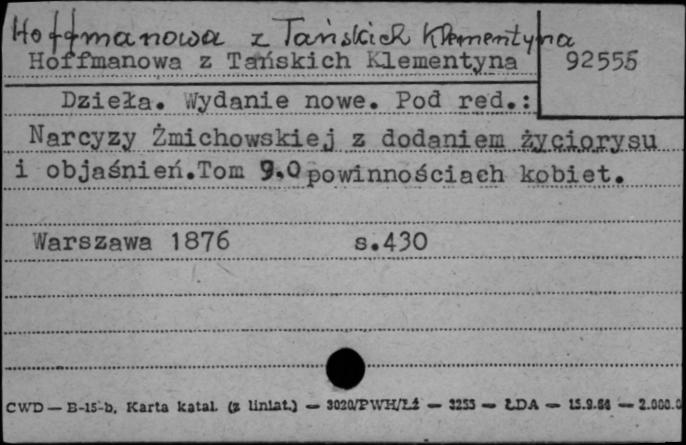 Hoffmanowa z Tańskich Klementyna
Hoffmanowa z Tańskich Klementyna 92555
Dzieła. Wydanie nowe. Pod red.:
Narcyzy Żmichowskiej z dodaniem życiorysu
i objaśnień.Tom 9.O powinnościach kobiet.
Warszawa 1876 s.430
CWD — B-15-b, Karta katal. (z liniat.) — 3020/PWH/Łź — 3253 — ŁDA — 15.9.64 — 2.000.0